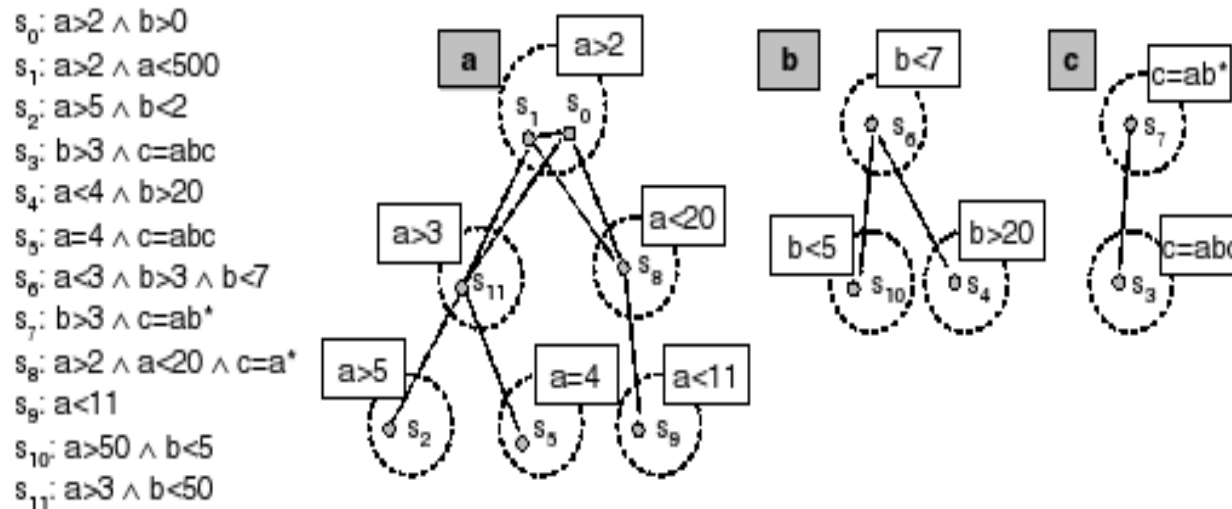 s₀: a>2 ∧ b>0
s₁: a>2 ∧ a<500
s₂: a>5 ∧ b<2
s₃: b>3 ∧ c=abc
s₄: a<4 ∧ b>20
s₅: a=4 ∧ c=abc
s₆: a<3 ∧ b>3 ∧ b<7
s₇: b>3 ∧ c=ab*
s₈: a>2 ∧ a<20 ∧ c=a*
s₉: a<11
s₁₀: a>50 ∧ b<5
s₁₁: a>3 ∧ b<50
a
a>2
s₁ s₀
a>3
s₁₁
a<20
s₈
a>5
s₂
a=4
s₅
a<11
s₉
b
b<7
s₆
b<5
s₁₀
b>20
s₄
c
c=ab*
s₇
c=abc
s₃